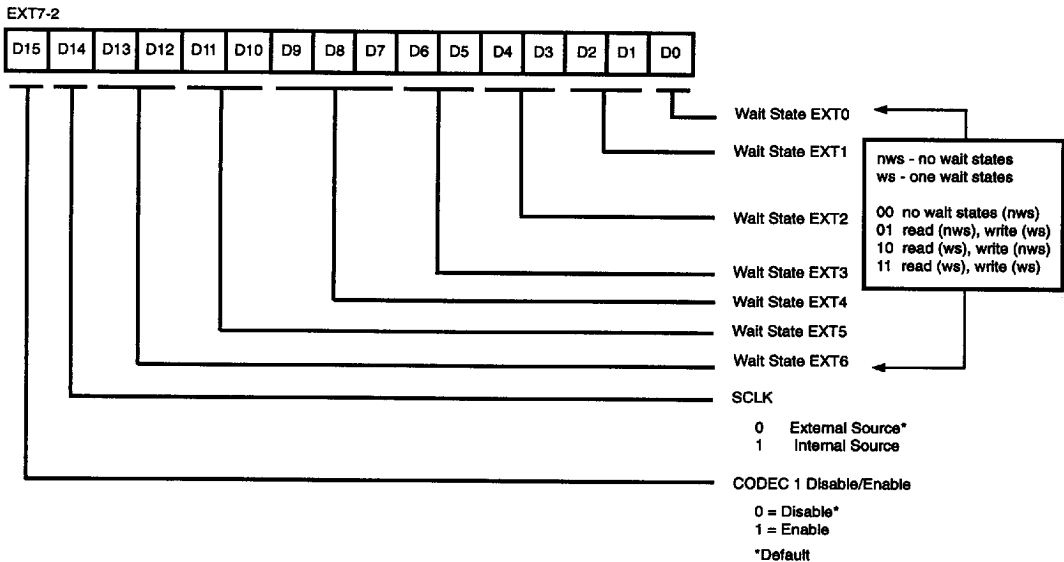 EXT7-2
D15 D14 D13 D12 D11 D10 D9 D8 D7 D6 D5 D4 D3 D2 D1 D0
Wait State EXT0
Wait State EXT1
Wait State EXT2
Wait State EXT3
Wait State EXT4
Wait State EXT5
Wait State EXT6
nws - no wait states
ws - one wait states
00 no wait states (nws)
01 read (nws), write (ws)
10 read (ws), write (nws)
11 read (ws), write (ws)
SCLK
0 External Source*
1 Internal Source
CODEC 1 Disable/Enable
0 = Disable*
1 = Enable
*Default